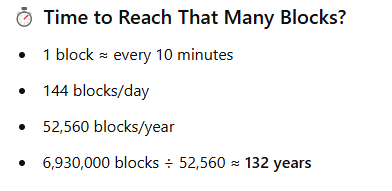 ⏱ Time to Reach That Many Blocks?
• 1 block ≈ every 10 minutes
• 144 blocks/day
• 52,560 blocks/year
• 6,930,000 blocks ÷ 52,560 ≈ 132 years